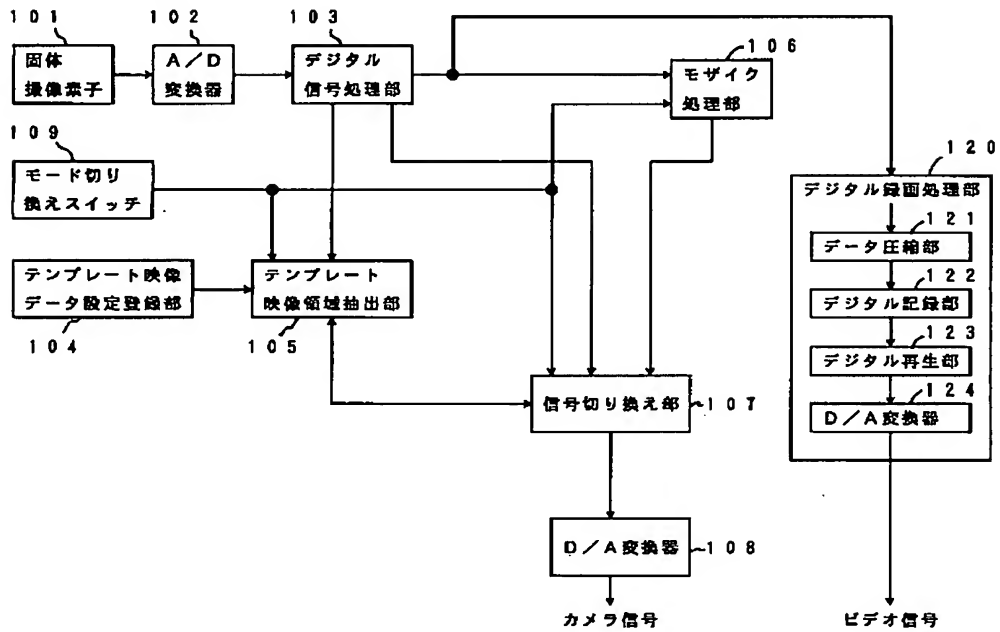 101
固体
撮像素子
102
A/D
変換器
103
デジタル
信号処理部
106
モザイク
処理部
109
モード切り
換えスイッチ
テンプレート映像
データ設定登録部
104
テンプレート
映像領域抽出部
105
信号切り換え部
107
D/A変換器
108
カメラ信号
120
デジタル録画処理部
121
データ圧縮部
122
デジタル記録部
123
デジタル再生部
124
D/A変換器
ビデオ信号